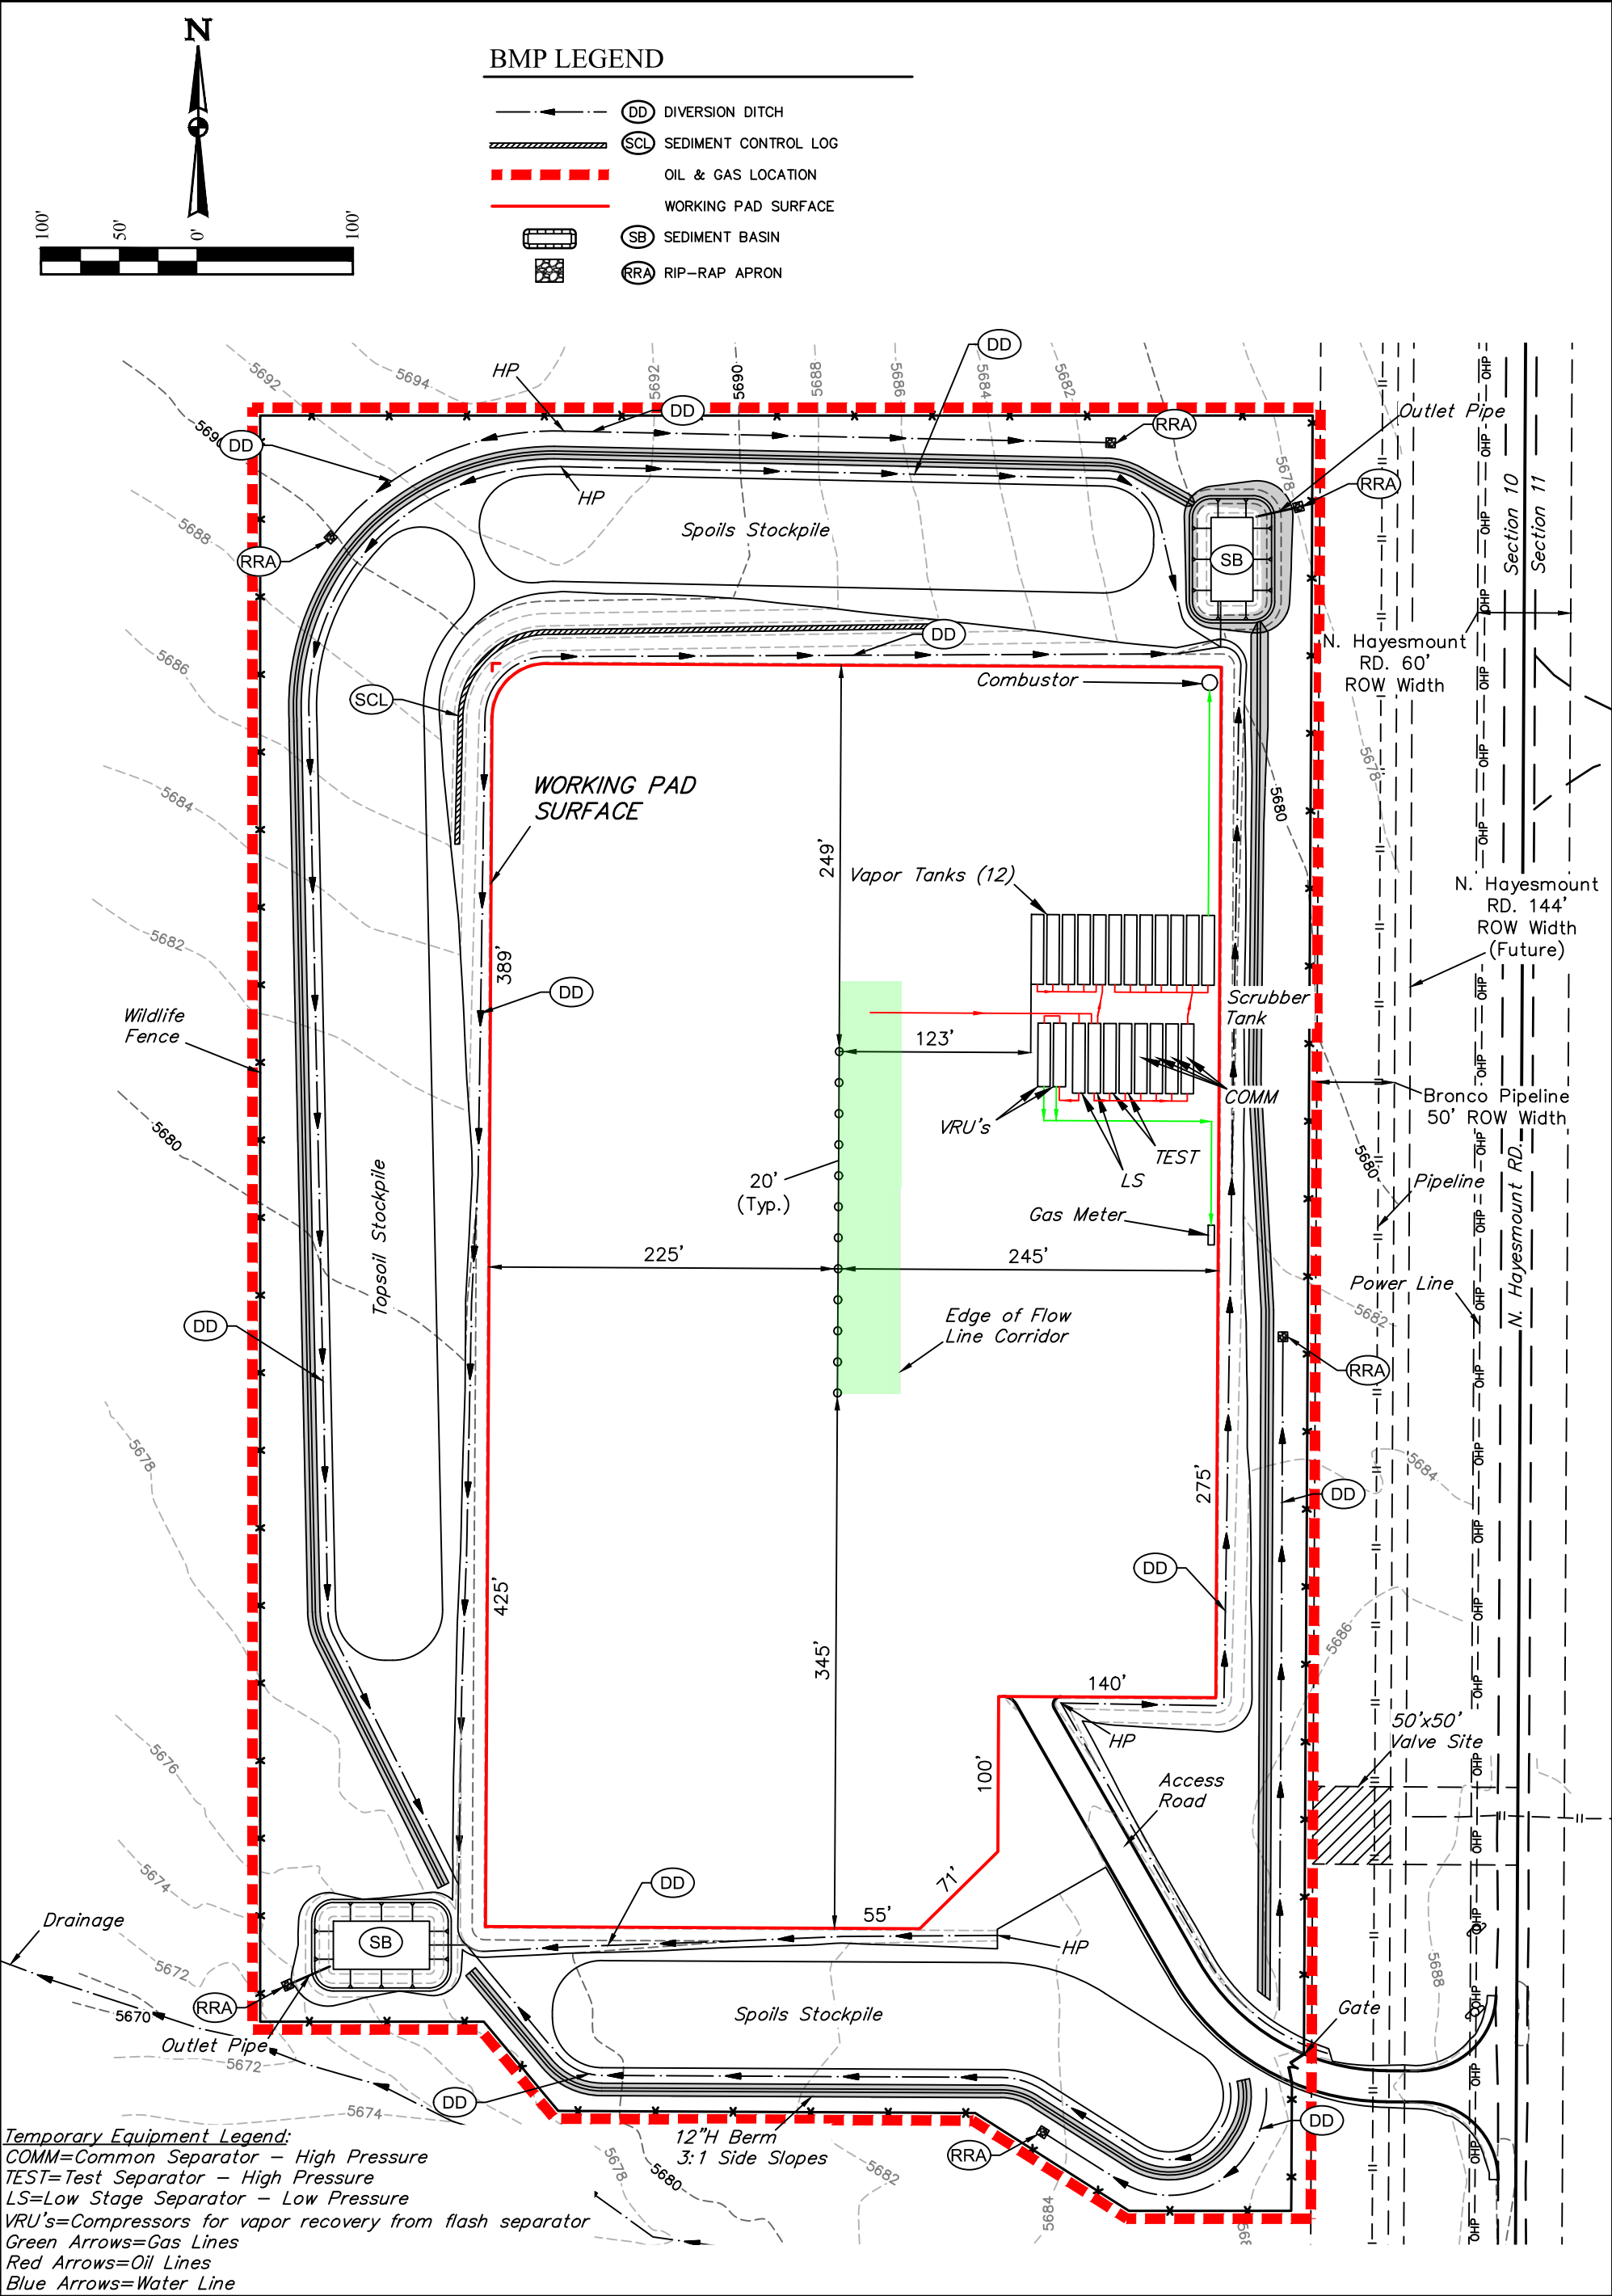 N
100'
50'
0'
100'
BMP LEGEND
DD DIVERSION DITCH
SCL SEDIMENT CONTROL LOG
OIL & GAS LOCATION
WORKING PAD SURFACE
SB SEDIMENT BASIN
RRA RIP-RAP APRON
5692
5694
HP
5692
5690
5688
5686
5684
5682
DD
DD
DD
RRA
Outlet Pipe
5678
RRA
HP
5688
RRA
Spoils Stockpile
SB
Section 10
Section 11
OHP
N. Hayesmount
RD. 60'
ROW Width
DD
5686
SCL
Combustor
5684
WORKING PAD
SURFACE
5678
5680
249'
Vapor Tanks (12)
N. Hayesmount
RD. 144'
ROW Width
(Future)
5682
389'
DD
Scrubber
Tank
Wildlife
Fence
123'
COMM
Bronco Pipeline
50' ROW Width
VRU's
5680
TEST
LS
5680
20'
(Typ.)
Pipeline
Topsoil Stockpile
Gas Meter
N. Hayesmount RD.
225'
245'
Power Line
5682
DD
Edge of Flow
Line Corridor
RRA
5678
5684
275'
DD
DD
425'
345'
5686
140'
50'x50'
Valve Site
HP
5676
100'
Access
Road
5674
71'
DD
55'
Drainage
SB
HP
5672
5688
RRA
5670
Spoils Stockpile
Gate
Outlet Pipe
5672
DD
5674
DD
12"H Berm
3:1 Side Slopes
RRA
5678
5680
5682
5684
Temporary Equipment Legend:
COMM=Common Separator - High Pressure
TEST=Test Separator - High Pressure
LS=Low Stage Separator - Low Pressure
VRU's=Compressors for vapor recovery from flash separator
Green Arrows=Gas Lines
Red Arrows=Oil Lines
Blue Arrows=Water Line